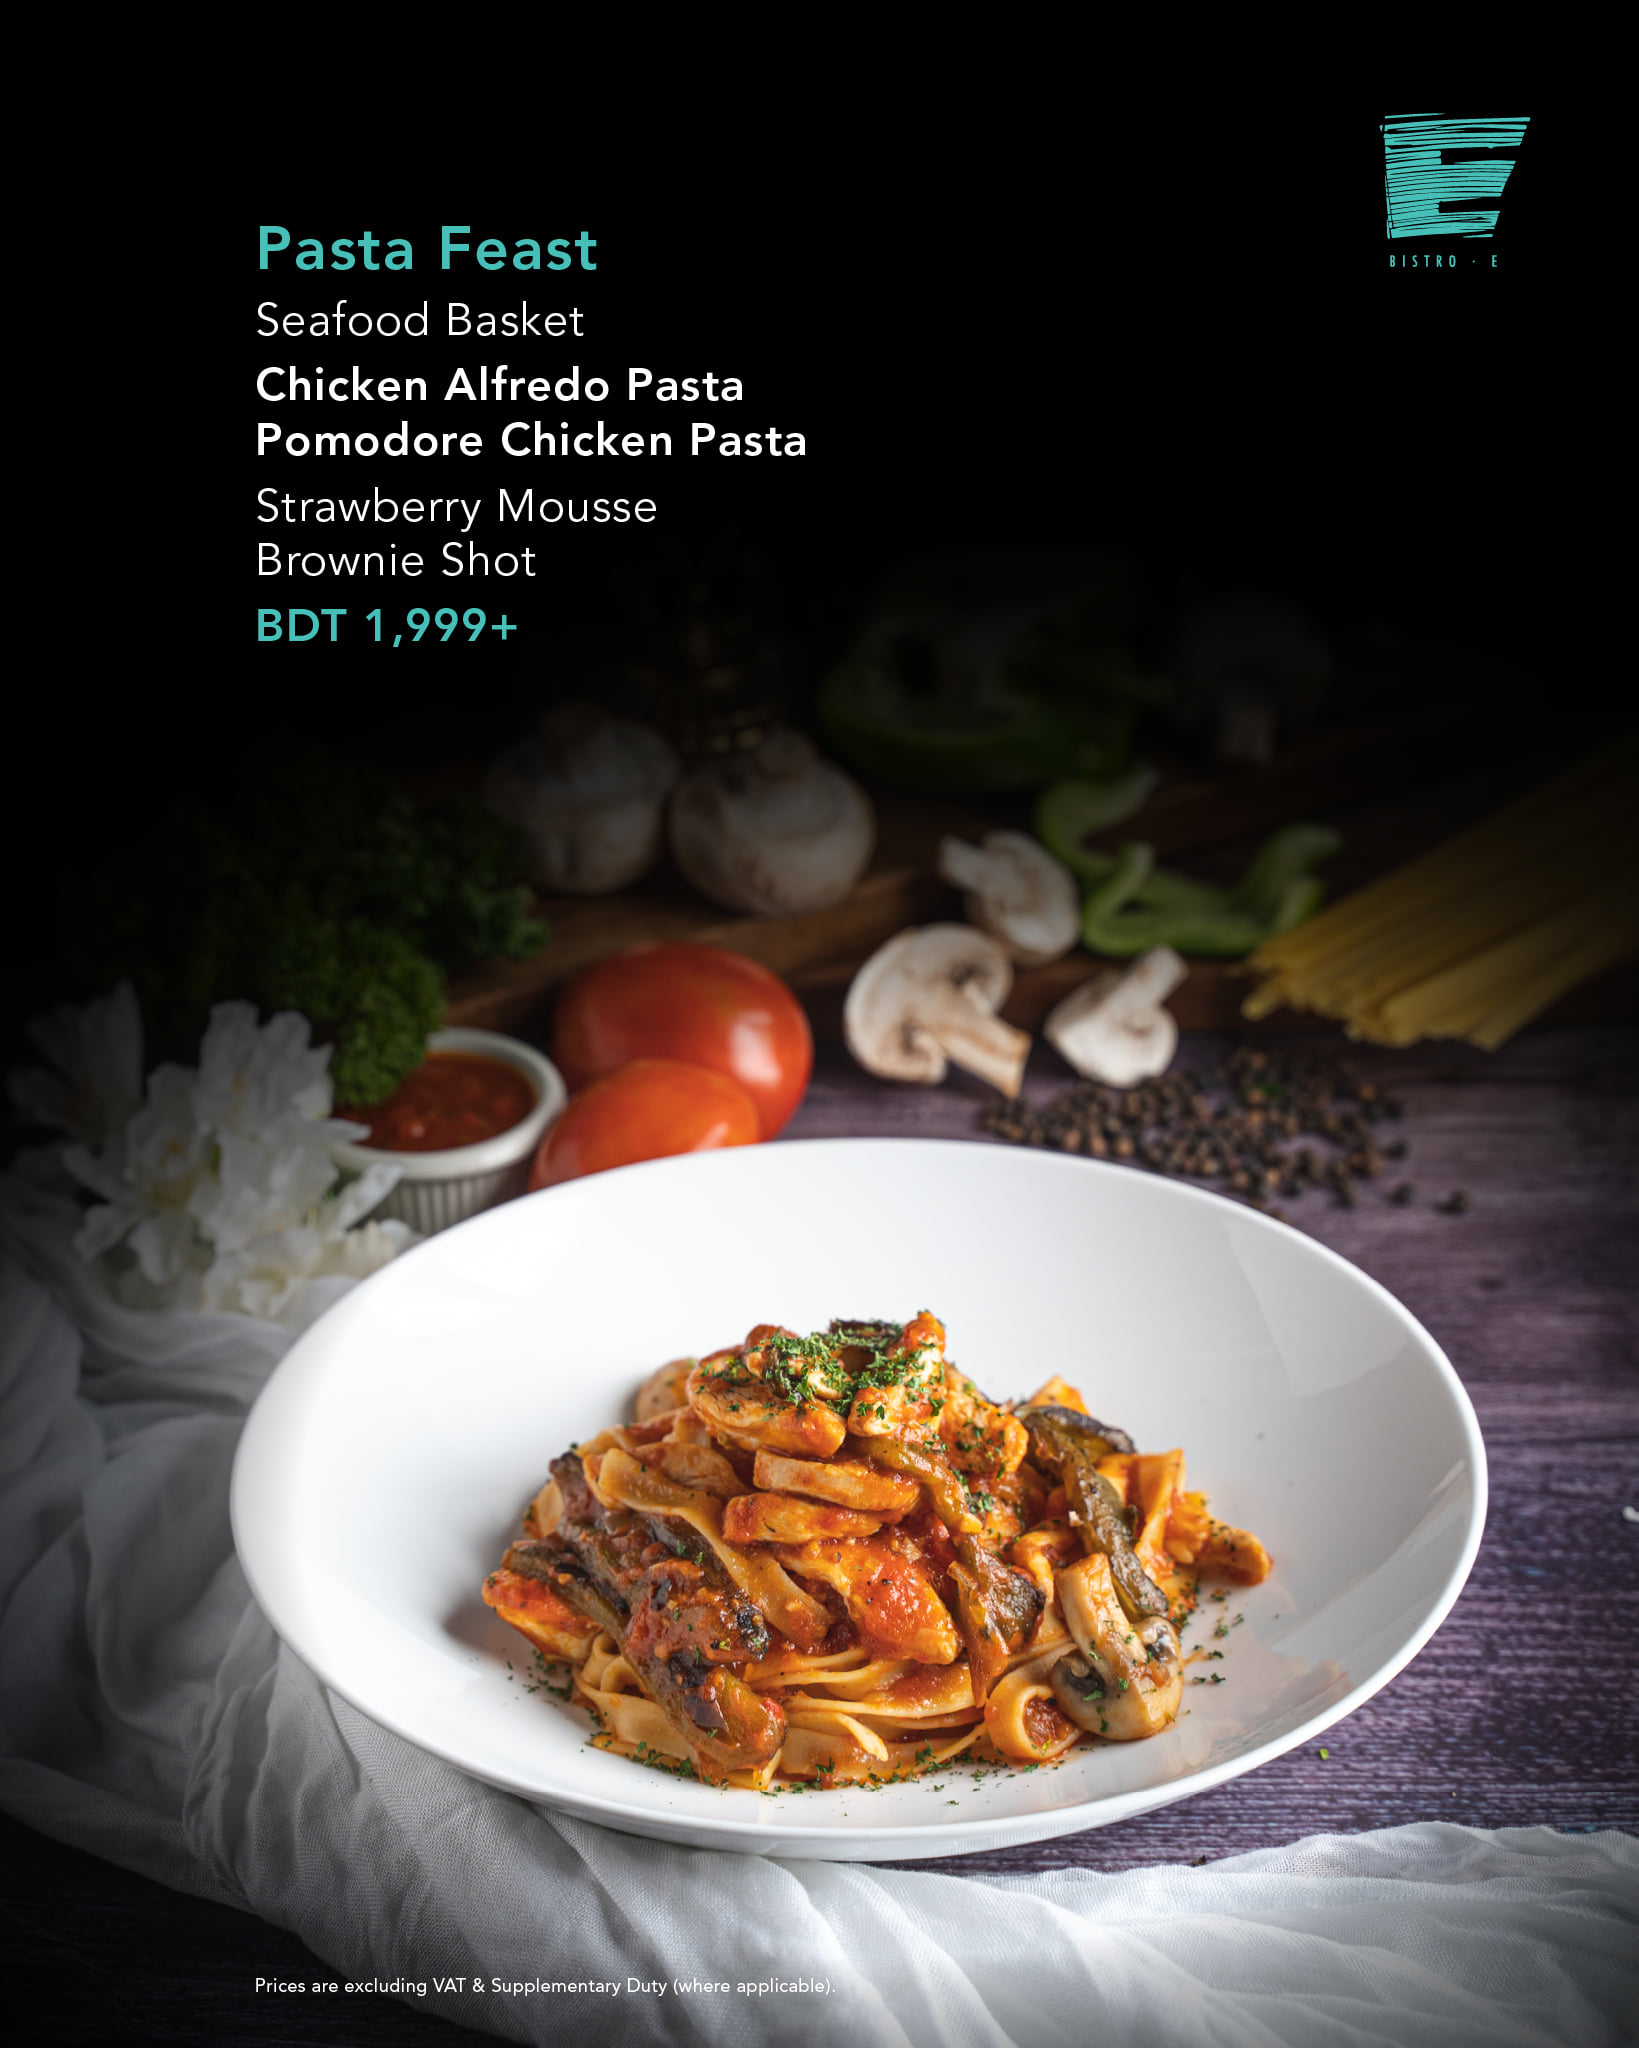 BISTRO · E
Pasta Feast
Seafood Basket
Chicken Alfredo Pasta
Pomodore Chicken Pasta
Strawberry Mousse
Brownie Shot
BDT 1,999+
Prices are excluding VAT & Supplementary Duty (where applicable).